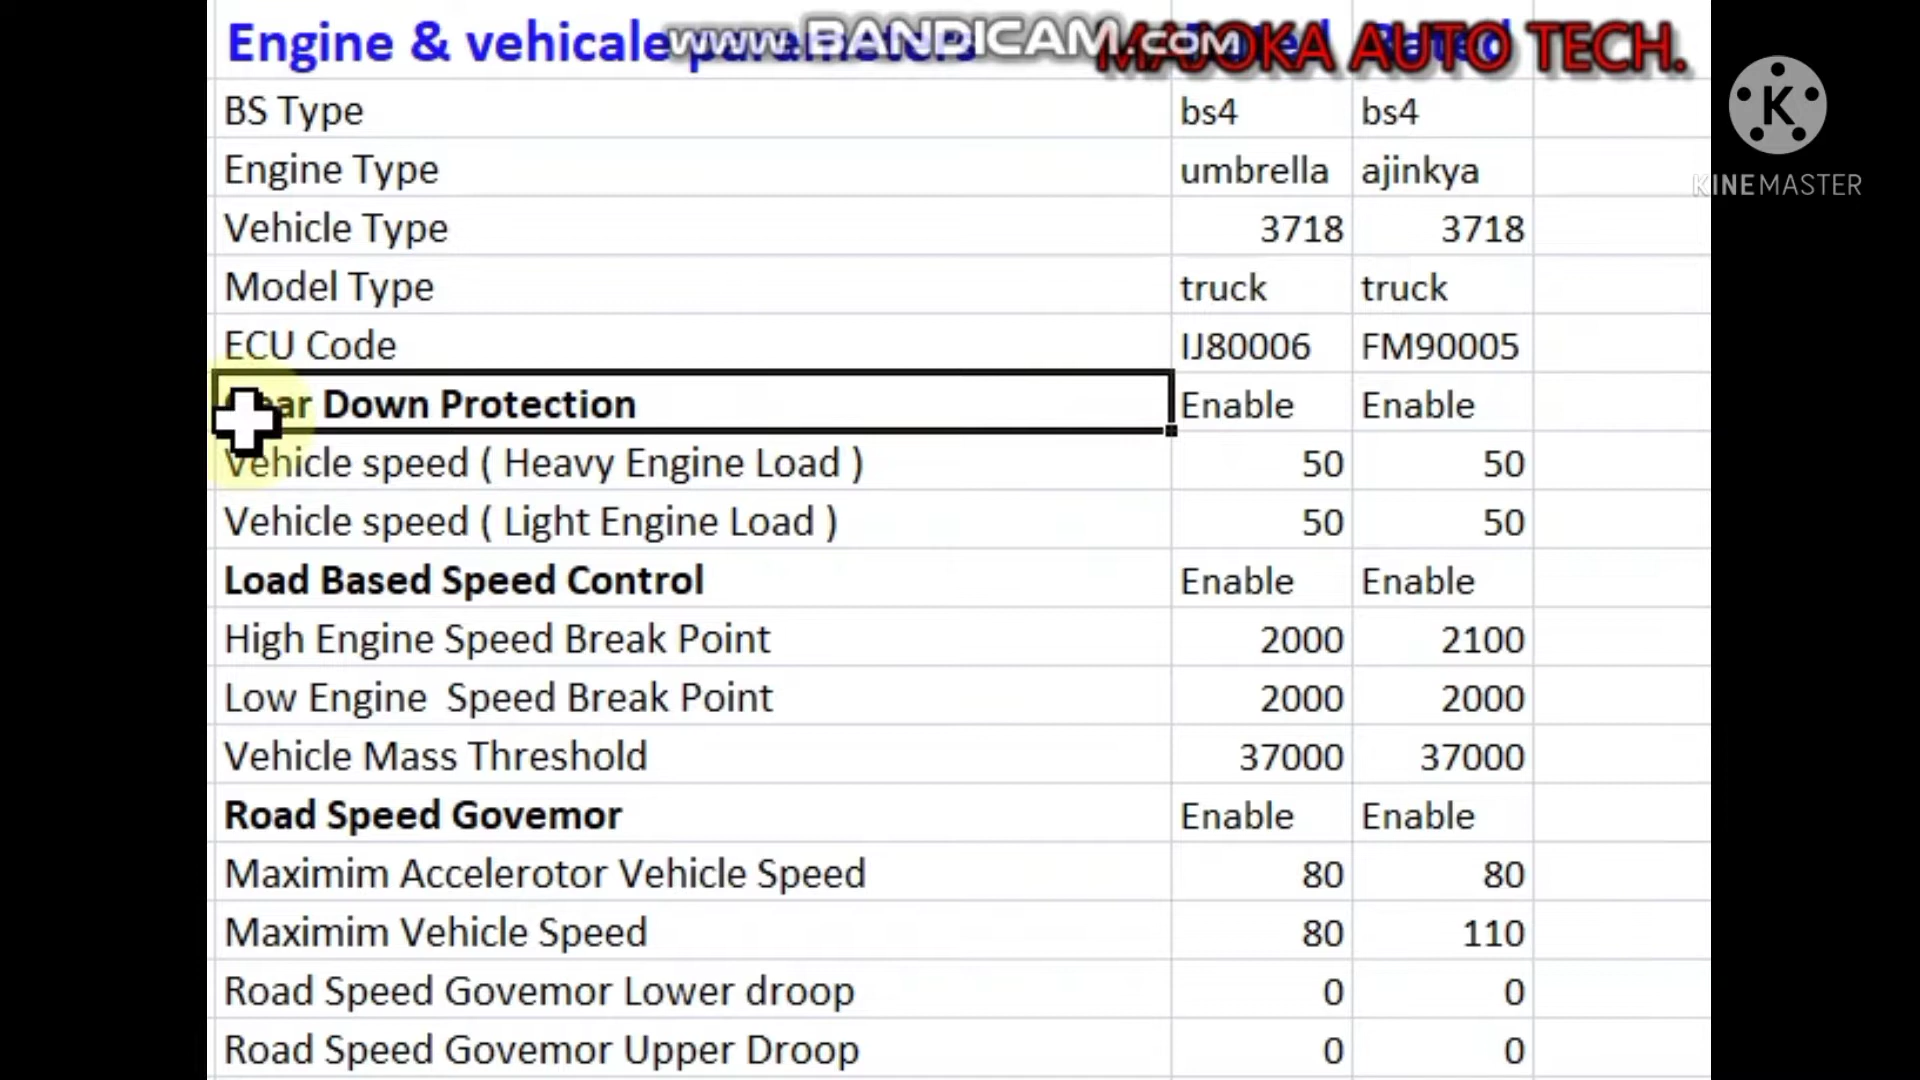 Engine & vehicale parameters
www.BANDICAM.com
MAJOKA AUTO TECH.
K
KINEMASTER
BS Type bs4 bs4
Engine Type umbrella ajinkya
Vehicle Type 3718 3718
Model Type truck truck
ECU Code IJ80006 FM90005
Down Protection Enable Enable
Vehicle speed ( Heavy Engine Load ) 50 50
Vehicle speed ( Light Engine Load ) 50 50
Load Based Speed Control Enable Enable
High Engine Speed Break Point 2000 2100
Low Engine Speed Break Point 2000 2000
Vehicle Mass Threshold 37000 37000
Road Speed Govemor Enable Enable
Maximim Accelerotor Vehicle Speed 80 80
Maximim Vehicle Speed 80 110
Road Speed Govemor Lower droop 0 0
Road Speed Govemor Upper Droop 0 0